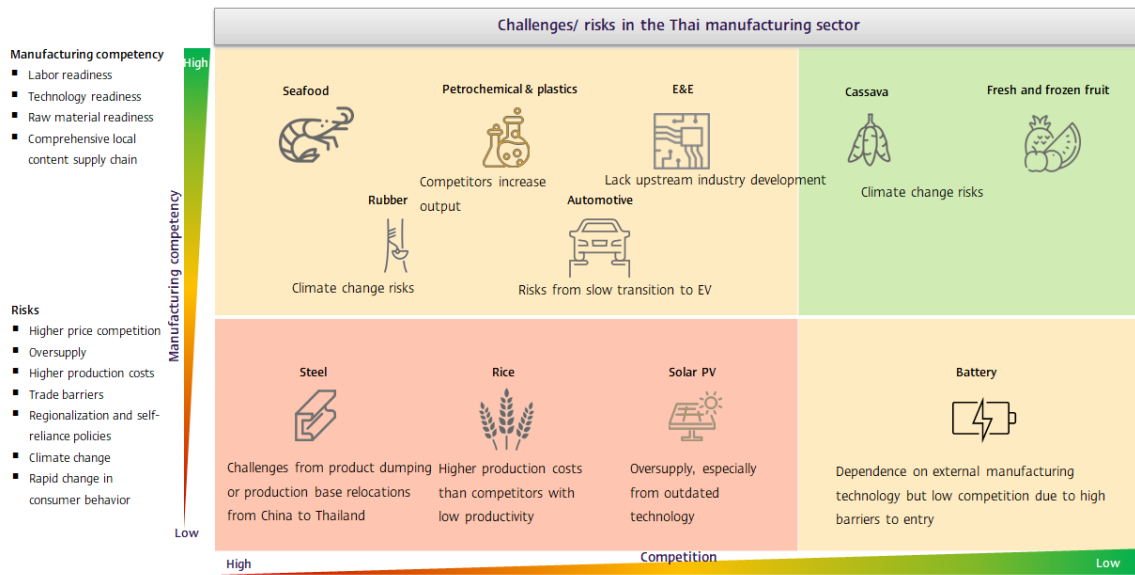 Challenges/ risks in the Thai manufacturing sector
Manufacturing competency
■ Labor readiness
■ Technology readiness
■ Raw material readiness
■ Comprehensive local
content supply chain
Risks
■ Higher price competition
■ Oversupply
■ Higher production costs
■ Trade barriers
■ Regionalization and self-
reliance policies
■ Climate change
■ Rapid change in
consumer behavior
Manufacturing competency
High
Low
Seafood
Petrochemical & plastics
Competitors increase
output
E&E
Lack upstream industry development
Rubber
Climate change risks
Automotive
Risks from slow transition to EV
Cassava
Fresh and frozen fruit
Climate change risks
Steel
Challenges from product dumping
or production base relocations
from China to Thailand
Rice
Higher production costs
than competitors with
low productivity
Solar PV
Oversupply, especially
from outdated
technology
Battery
Dependence on external manufacturing
technology but low competition due to high
barriers to entry
High
Competition
Low